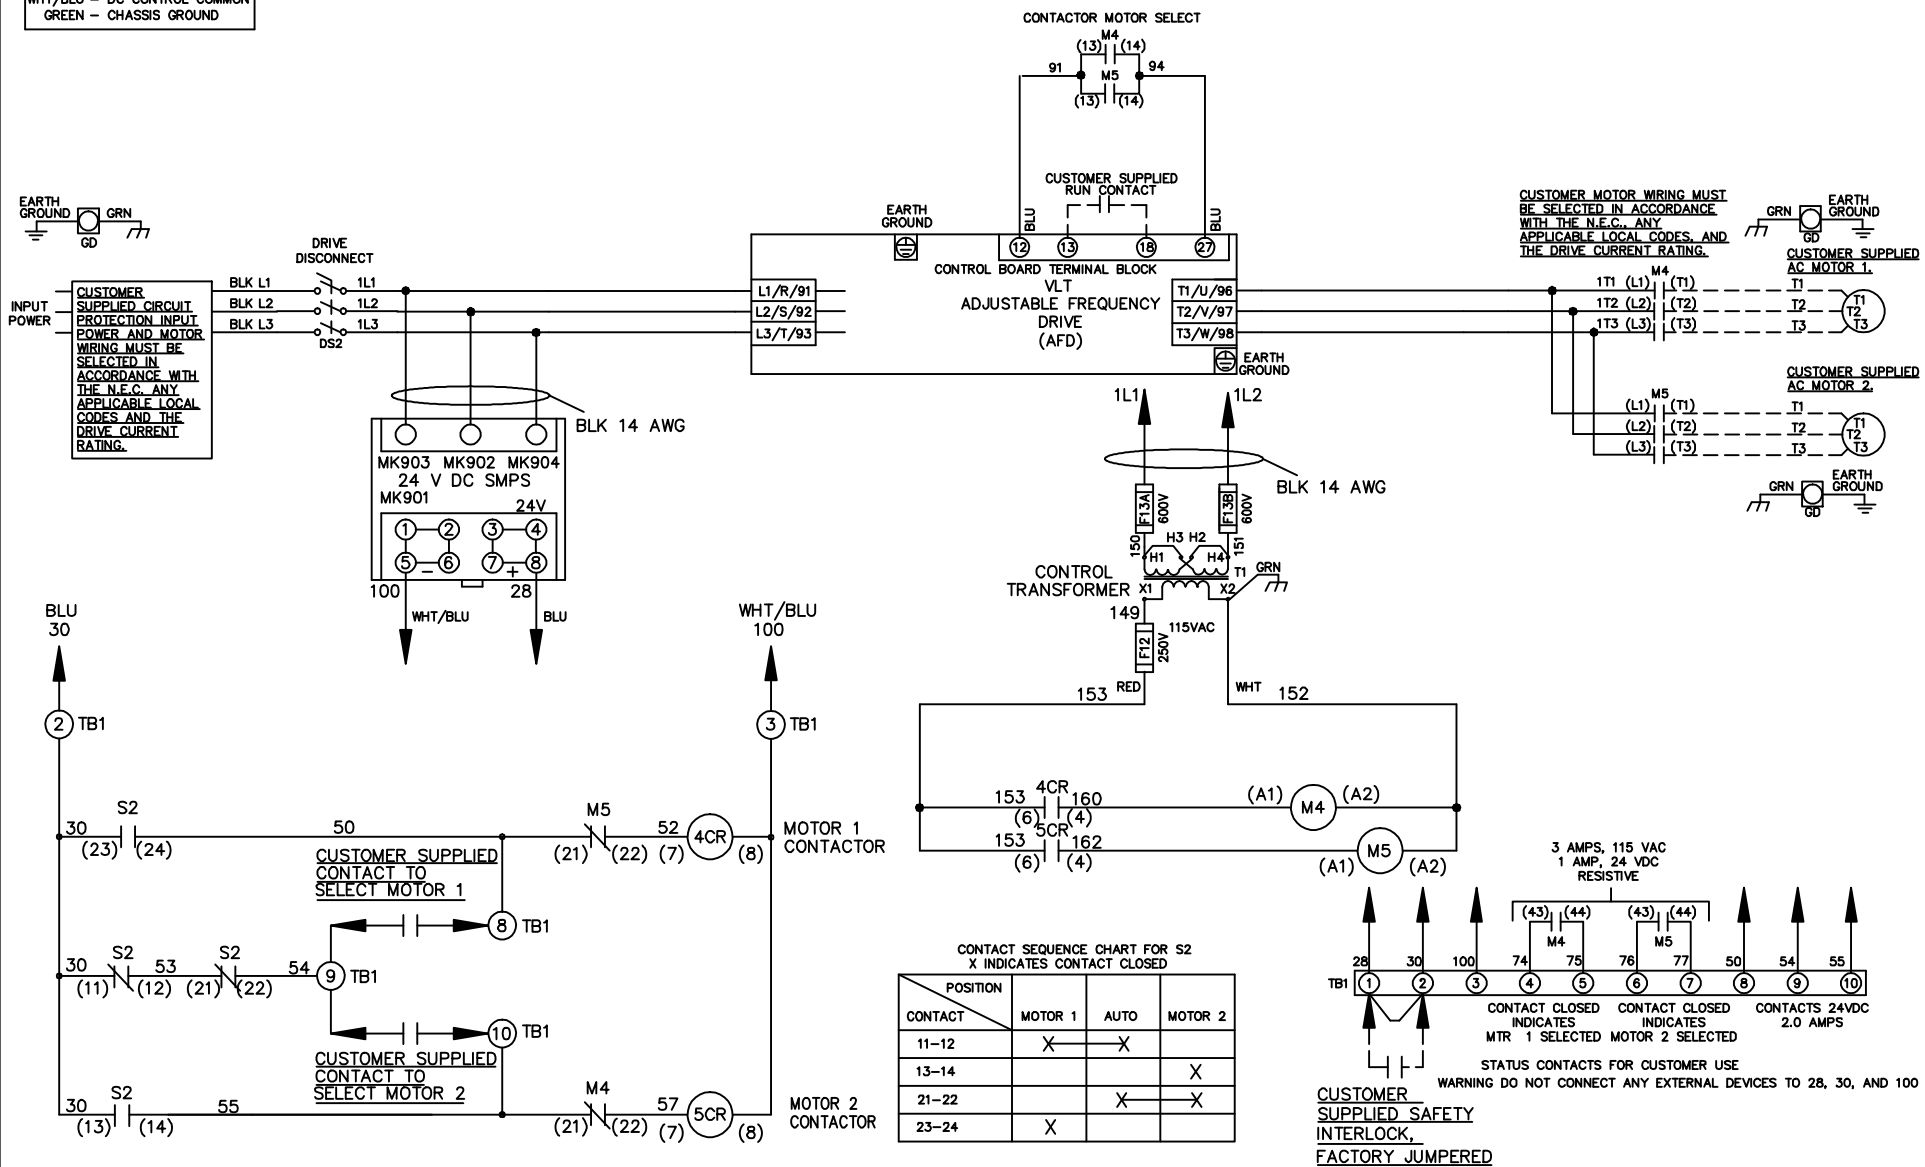 WHT/BLU – DC CONTROL COMMON
GREEN – CHASSIS GROUND
CONTACTOR MOTOR SELECT
M4
(13) (14)
91
M5
94
(13) (14)
CUSTOMER SUPPLIED
RUN CONTACT
BLU
BLU
EARTH
GROUND
12
13
18
27
CONTROL BOARD TERMINAL BLOCK
VLT
ADJUSTABLE FREQUENCY
DRIVE
(AFD)
L1/R/91
L2/S/92
L3/T/93
T1/U/96
T2/V/97
T3/W/98
EARTH
GROUND
EARTH
GROUND
GRN
GD
DRIVE
DISCONNECT
INPUT
POWER
CUSTOMER
SUPPLIED CIRCUIT
PROTECTION INPUT
POWER AND MOTOR
WIRING MUST BE
SELECTED IN
ACCORDANCE WITH
THE N.E.C. ANY
APPLICABLE LOCAL
CODES AND THE
DRIVE CURRENT
RATING.
BLK L1
BLK L2
BLK L3
1L1
1L2
1L3
DS2
BLK 14 AWG
MK903 MK902 MK904
24 V DC SMPS
MK901
24V
1
2
3
4
5
6
7
8
–
+
100
28
WHT/BLU
BLU
CUSTOMER MOTOR WIRING MUST
BE SELECTED IN ACCORDANCE
WITH THE N.E.C., ANY
APPLICABLE LOCAL CODES, AND
THE DRIVE CURRENT RATING.
GRN
EARTH
GROUND
GD
CUSTOMER SUPPLIED
AC MOTOR 1.
M4
1T1 (L1) (T1) T1
1T2 (L2) (T2) T2
1T3 (L3) (T3) T3
T1
T2
T3
CUSTOMER SUPPLIED
AC MOTOR 2.
M5
(L1) (T1) T1
(L2) (T2) T2
(L3) (T3) T3
T1
T2
T3
GRN
EARTH
GROUND
GD
1L1
1L2
BLK 14 AWG
F13A
600V
F13B
600V
150
151
H3 H2
H1
H4
T1
GRN
CONTROL
TRANSFORMER
X1
X2
149
115VAC
F12
250V
153
RED
WHT
152
153
4CR
160
(6)
(4)
(A1)
M4
(A2)
153
5CR
162
(6)
(4)
(A1)
M5
(A2)
BLU
30
WHT/BLU
100
2
TB1
3
TB1
S2
30
(23)
(24)
50
M5
(21)
(22)
52
(7)
4CR
(8)
MOTOR 1
CONTACTOR
CUSTOMER SUPPLIED
CONTACT TO
SELECT MOTOR 1
8
TB1
30
S2
(11)
(12)
53
S2
(21)
(22)
54
9
TB1
10
TB1
CUSTOMER SUPPLIED
CONTACT TO
SELECT MOTOR 2
30
S2
(13)
(14)
55
M4
(21)
(22)
57
(7)
5CR
(8)
MOTOR 2
CONTACTOR
CONTACT SEQUENCE CHART FOR S2
X INDICATES CONTACT CLOSED
POSITION
CONTACT MOTOR 1 AUTO MOTOR 2
11–12 X X
13–14 X
21–22 X X
23–24 X
3 AMPS, 115 VAC
1 AMP, 24 VDC
RESISTIVE
(43) (44)
M4
(43) (44)
M5
28 30 100 74 75 76 77 50 54 55
TB1 1 2 3 4 5 6 7 8 9 10
CONTACT CLOSED
INDICATES
MTR 1 SELECTED
CONTACT CLOSED
INDICATES
MOTOR 2 SELECTED
CONTACTS 24VDC
2.0 AMPS
STATUS CONTACTS FOR CUSTOMER USE
WARNING DO NOT CONNECT ANY EXTERNAL DEVICES TO 28, 30, AND 100
CUSTOMER
SUPPLIED SAFETY
INTERLOCK,
FACTORY JUMPERED